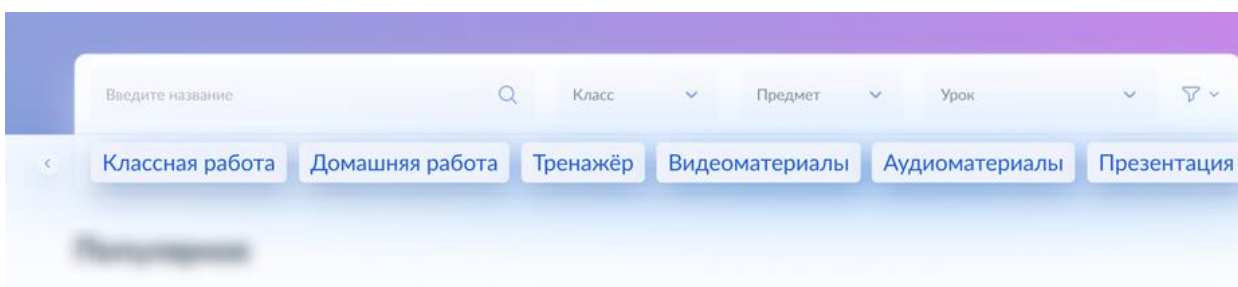 Введите название Класс Предмет Урок
Классная работа Домашняя работа Тренажёр Видеоматериалы Аудиоматериалы Презентация